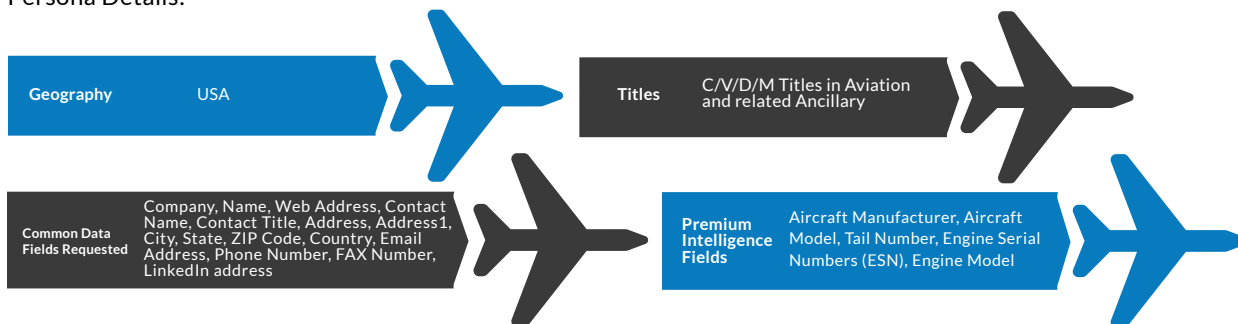 Persona Details:
Geography
USA
Titles
C/V/D/M Titles in Aviation
and related Ancillary
Common Data
Fields Requested
Company, Name, Web Address, Contact
Name, Contact Title, Address, Address1,
City, State, ZIP Code, Country, Email
Address, Phone Number, FAX Number,
LinkedIn address
Premium
Intelligence
Fields
Aircraft Manufacturer, Aircraft
Model, Tail Number, Engine Serial
Numbers (ESN), Engine Model